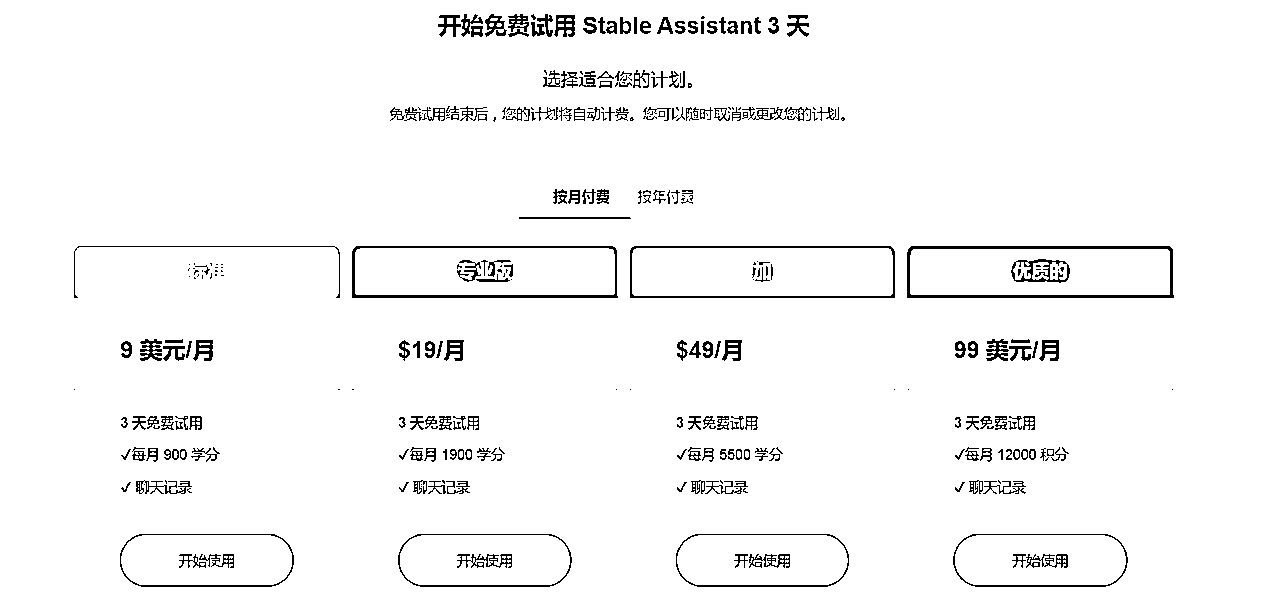 开始免费试用 Stable Assistant 3 天
选择适合您的计划。
免费试用结束后，您的计划将自动计费。您可以随时取消或更改您的计划。
按月付费 按年付费
标准 专业版 加 优质的
9 美元/月 $19/月 $49/月 99 美元/月
3 天免费试用 3 天免费试用 3 天免费试用 3 天免费试用
✓每月 900 学分 ✓每月 1900 学分 ✓每月 5500 学分 ✓每月 12000 积分
✓ 聊天记录 ✓ 聊天记录 ✓ 聊天记录 ✓ 聊天记录
开始使用 开始使用 开始使用 开始使用